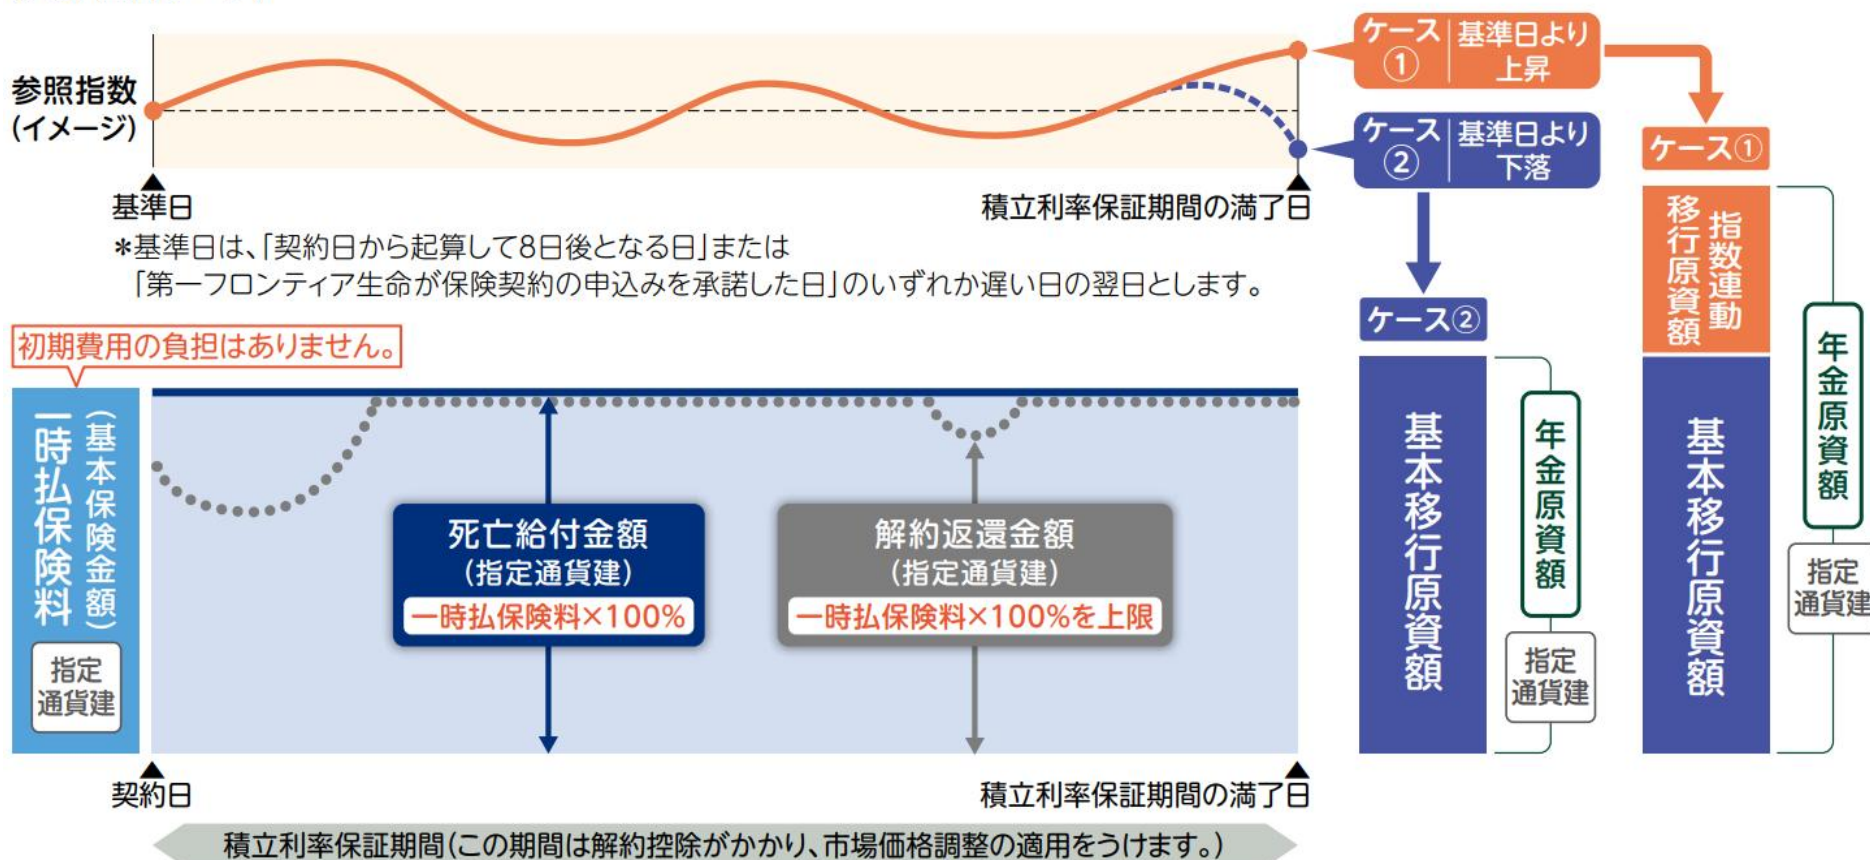 参照指数
(イメージ)
ケース
①
基準日より
上昇
ケース
②
基準日より
下落
基準日
積立利率保証期間の満了日
*基準日は、「契約日から起算して8日後となる日」または
「第一フロンティア生命が保険契約の申込みを承諾した日」のいずれか遅い日の翌日とします。
初期費用の負担はありません。
一時払保険料
(基本保険金額)
指定
通貨建
死亡給付金額
(指定通貨建)
一時払保険料×100%
解約返還金額
(指定通貨建)
一時払保険料×100%を上限
契約日
積立利率保証期間の満了日
積立利率保証期間(この期間は解約控除がかかり、市場価格調整の適用をうけます。)
ケース②
基本移行原資額
年金原資額
指定
通貨建
ケース①
指数連動
移行原資額
基本移行原資額
年金原資額
指定
通貨建